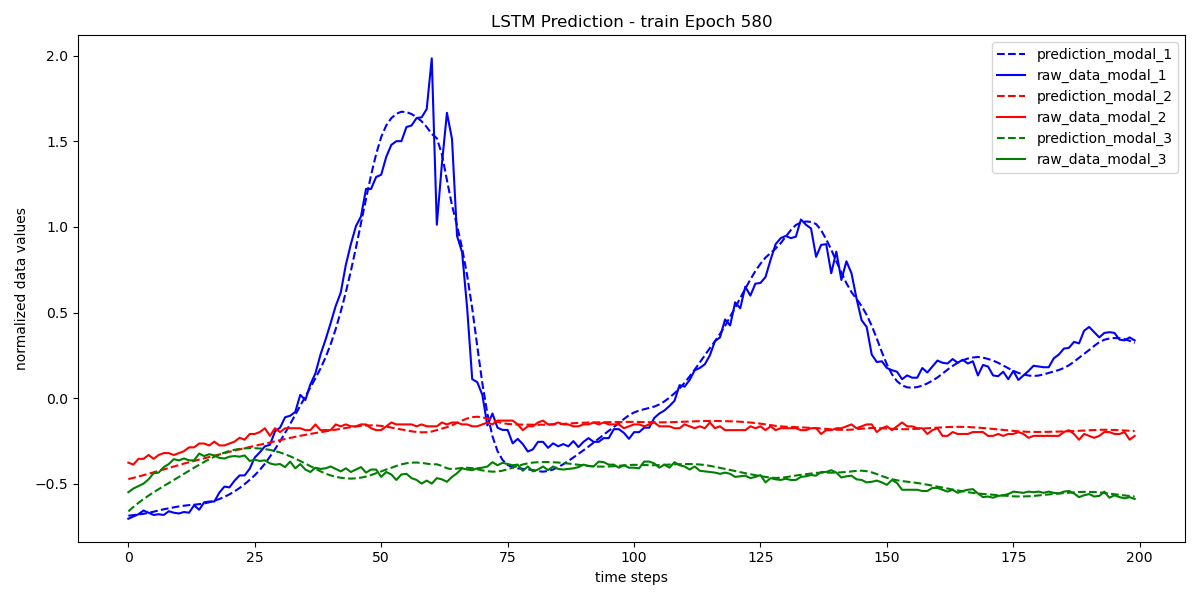 LSTM Prediction - train Epoch 580
prediction_modal_1
raw_data_modal_1
prediction_modal_2
raw_data_modal_2
prediction_modal_3
raw_data_modal_3
normalized data values
2.0
1.5
1.0
0.5
0.0
−0.5
0 25 50 75 100 125 150 175 200
time steps